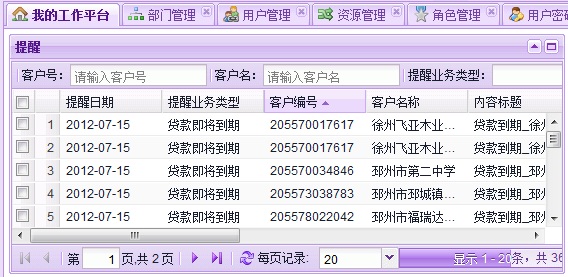 我的工作平台 部门管理 用户管理 资源管理 角色管理 用户密
提醒
客户号： 请输入客户号 客户名： 请输入客户名 提醒业务类型：
提醒日期 提醒业务类型 客户编号 客户名称 内容标题
1 2012-07-15 贷款即将到期 205570017617 徐州飞亚木业... 贷款到期_徐州
2 2012-07-15 贷款即将到期 205570017617 徐州飞亚木业... 贷款到期_徐州
3 2012-07-15 贷款即将到期 205570034846 邳州市第二中学 贷款到期_邳州
4 2012-07-15 贷款即将到期 205573038783 邳州市邳城镇... 贷款到期_邳州
5 2012-07-15 贷款即将到期 205578022042 邳州市福瑞达... 贷款到期_邳州
第 1 页,共 2 页 每页记录： 20 显示 1 - 20条，共 36